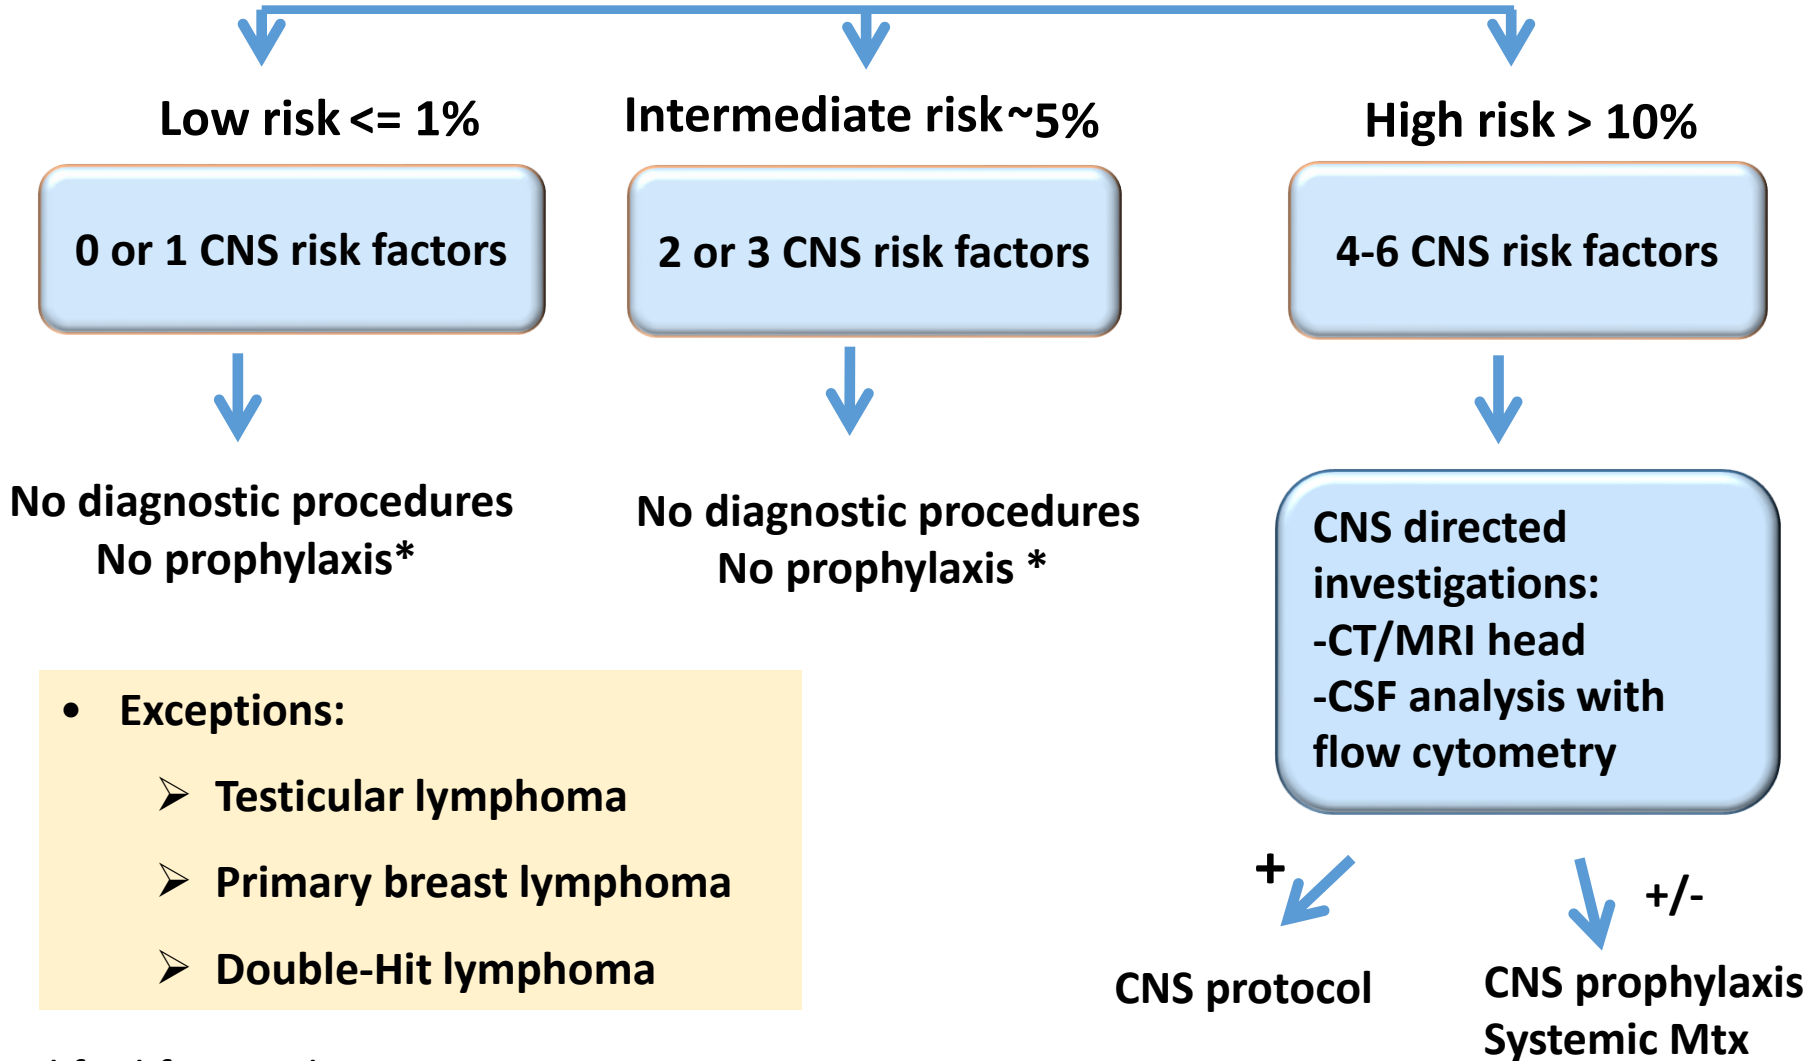 Low risk <= 1%
Intermediate risk ~5%
High risk > 10%
0 or 1 CNS risk factors
2 or 3 CNS risk factors
4-6 CNS risk factors
No diagnostic procedures
No prophylaxis*
No diagnostic procedures
No prophylaxis *
CNS directed
investigations:
-CT/MRI head
-CSF analysis with
flow cytometry
• Exceptions:
➢ Testicular lymphoma
➢ Primary breast lymphoma
➢ Double-Hit lymphoma
+
+/-
CNS protocol
CNS prophylaxis
Systemic Mtx